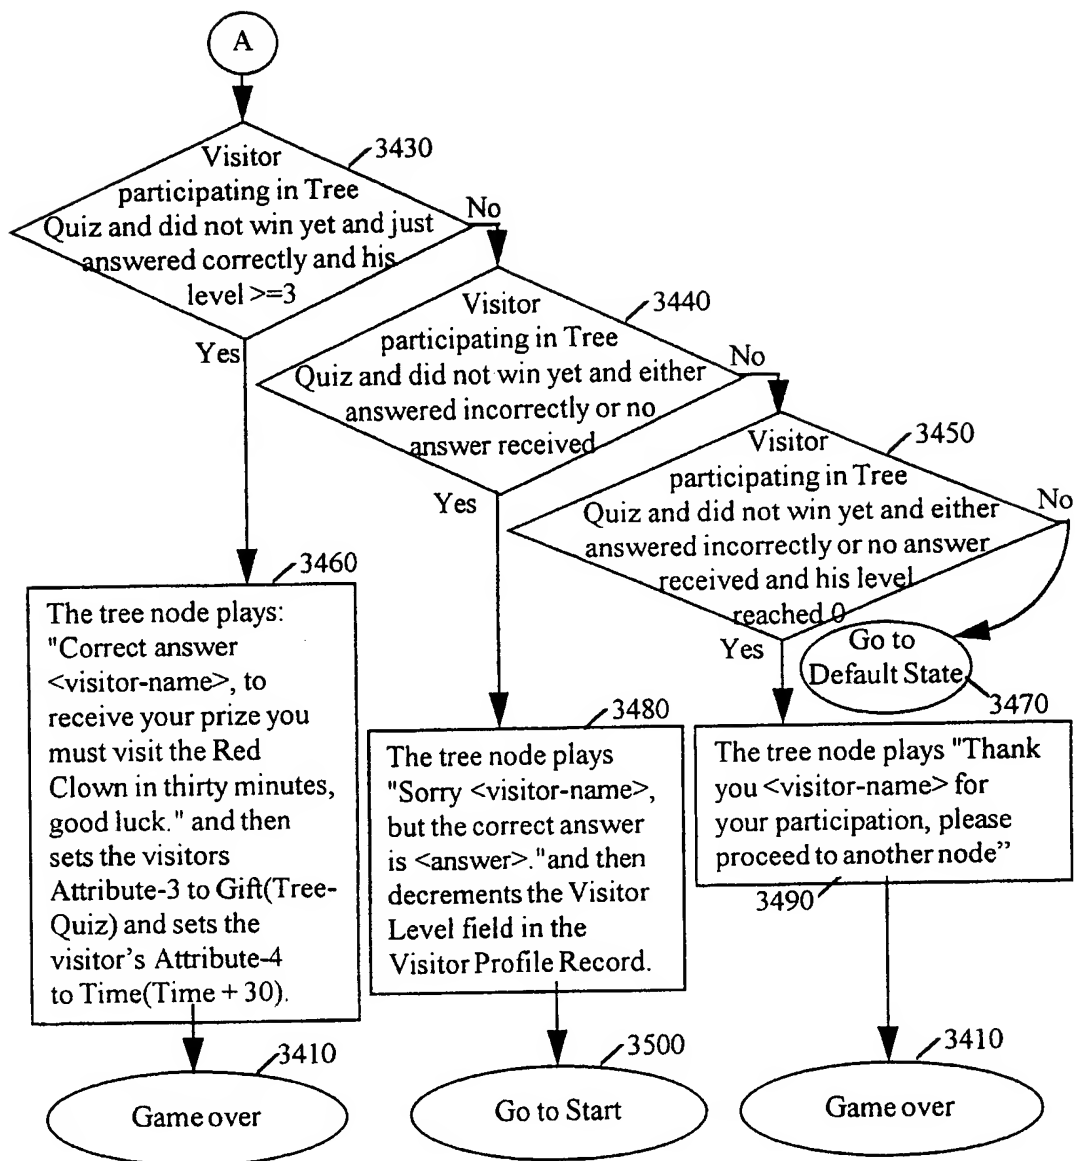 A
3430
Visitor
participating in Tree
Quiz and did not win yet and just
answered correctly and his
level >=3
No
Yes
3440
Visitor
participating in Tree
Quiz and did not win yet and either
answered incorrectly or no
answer received
No
Yes
3450
Visitor
participating in Tree
Quiz and did not win yet and either
answered incorrectly or no answer
received and his level
reached 0
No
Yes
Go to
Default State
3470
3460
The tree node plays:
"Correct answer
<visitor-name>, to
receive your prize you
must visit the Red
Clown in thirty minutes,
good luck." and then
sets the visitors
Attribute-3 to Gift(Tree-
Quiz) and sets the
visitor's Attribute-4
to Time(Time + 30).
3480
The tree node plays
"Sorry <visitor-name>,
but the correct answer
is <answer>."and then
decrements the Visitor
Level field in the
Visitor Profile Record.
The tree node plays "Thank
you <visitor-name> for
your participation, please
proceed to another node”
3490
3410
Game over
3500
Go to Start
3410
Game over